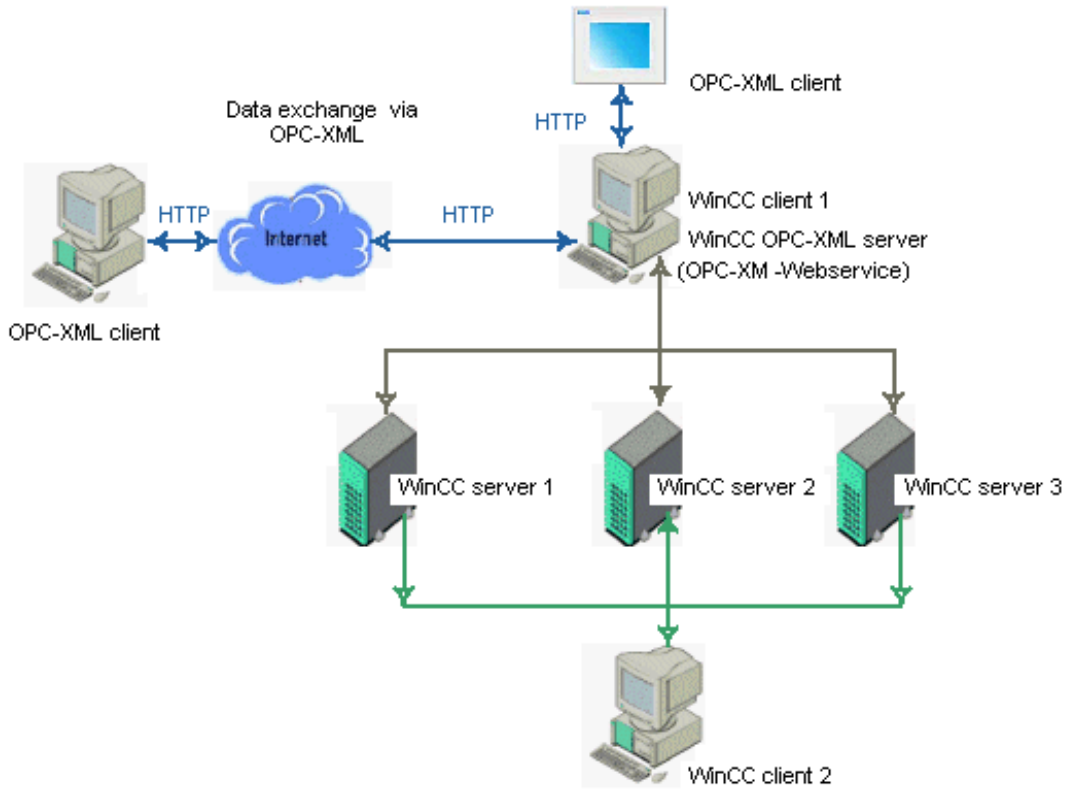 OPC-XML client
Data exchange via
OPC-XML
HTTP
HTTP
HTTP
Internet
WinCC client 1
WinCC OPC-XML server
(OPC-XM -Webservice)
OPC-XML client
WinCC server 1
WinCC server 2
WinCC server 3
WinCC client 2